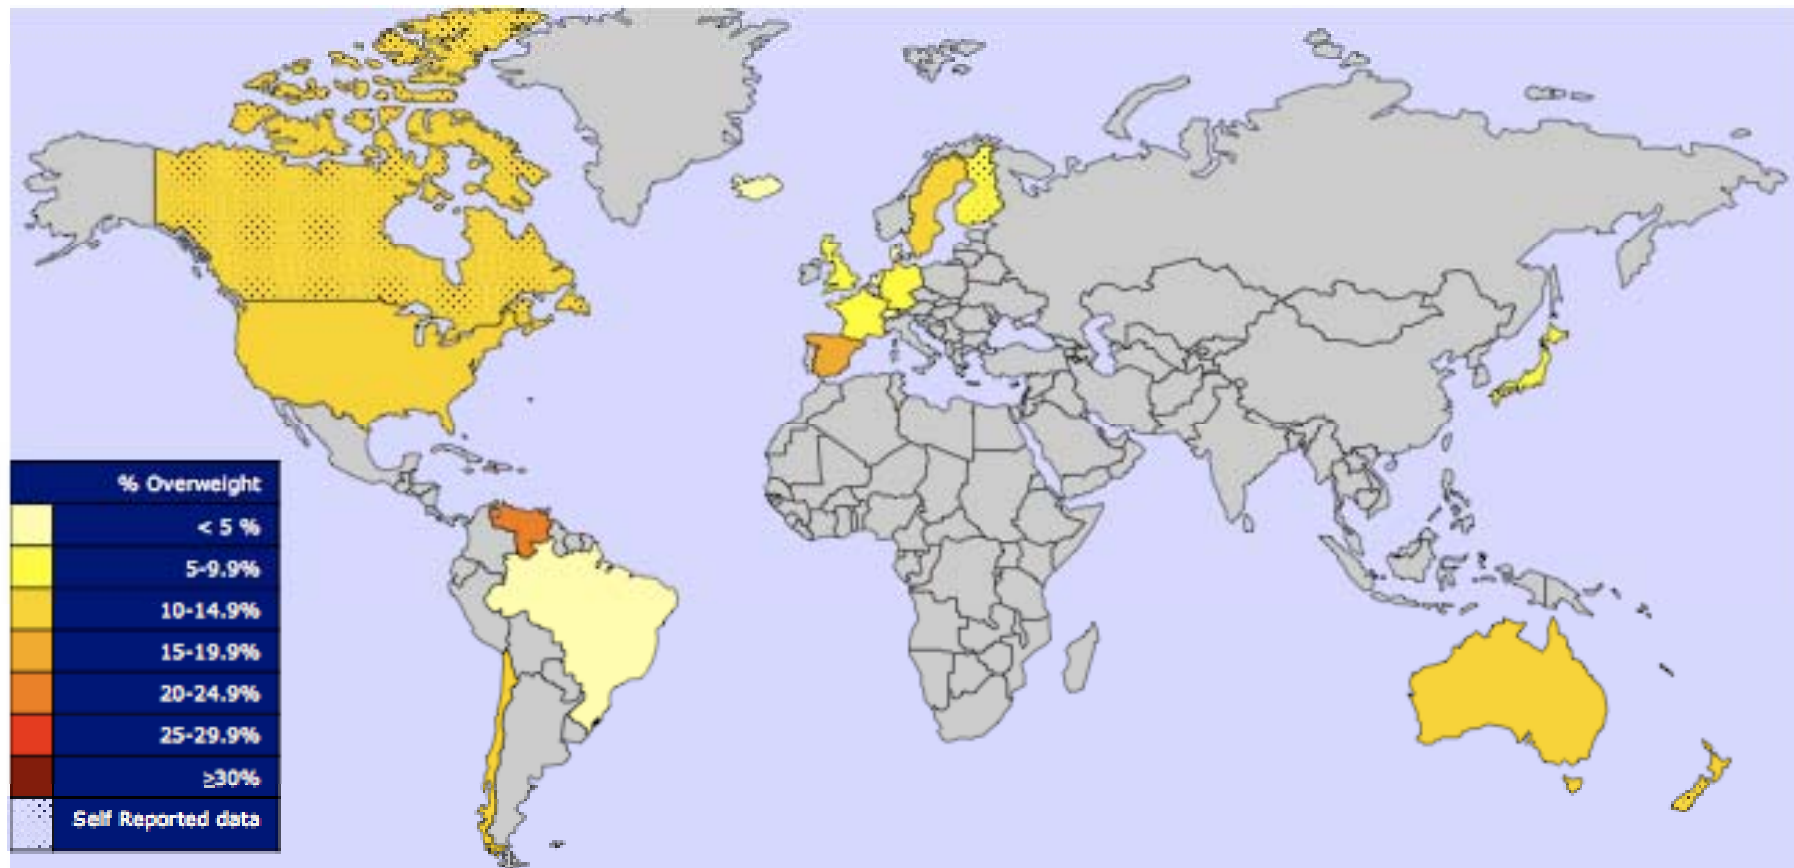 % Overweight
< 5 %
5-9.9%
10-14.9%
15-19.9%
20-24.9%
25-29.9%
≥30%
Self Reported data